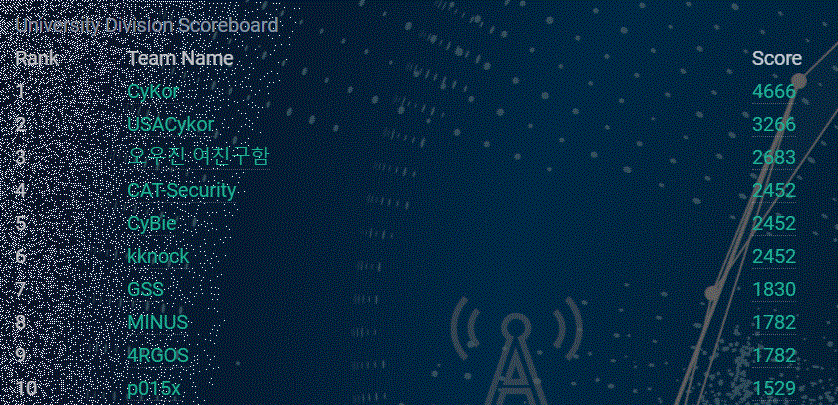 University Division Scoreboard
Rank Team Name Score
1 CyKor 4666
2 USACykor 3266
3 오우진 여친구함 2683
4 CAT-Security 2452
5 CyBie 2452
6 kknock 2452
7 GSS 1830
8 MINUS 1782
9 4RGOS 1782
10 p015x 1529